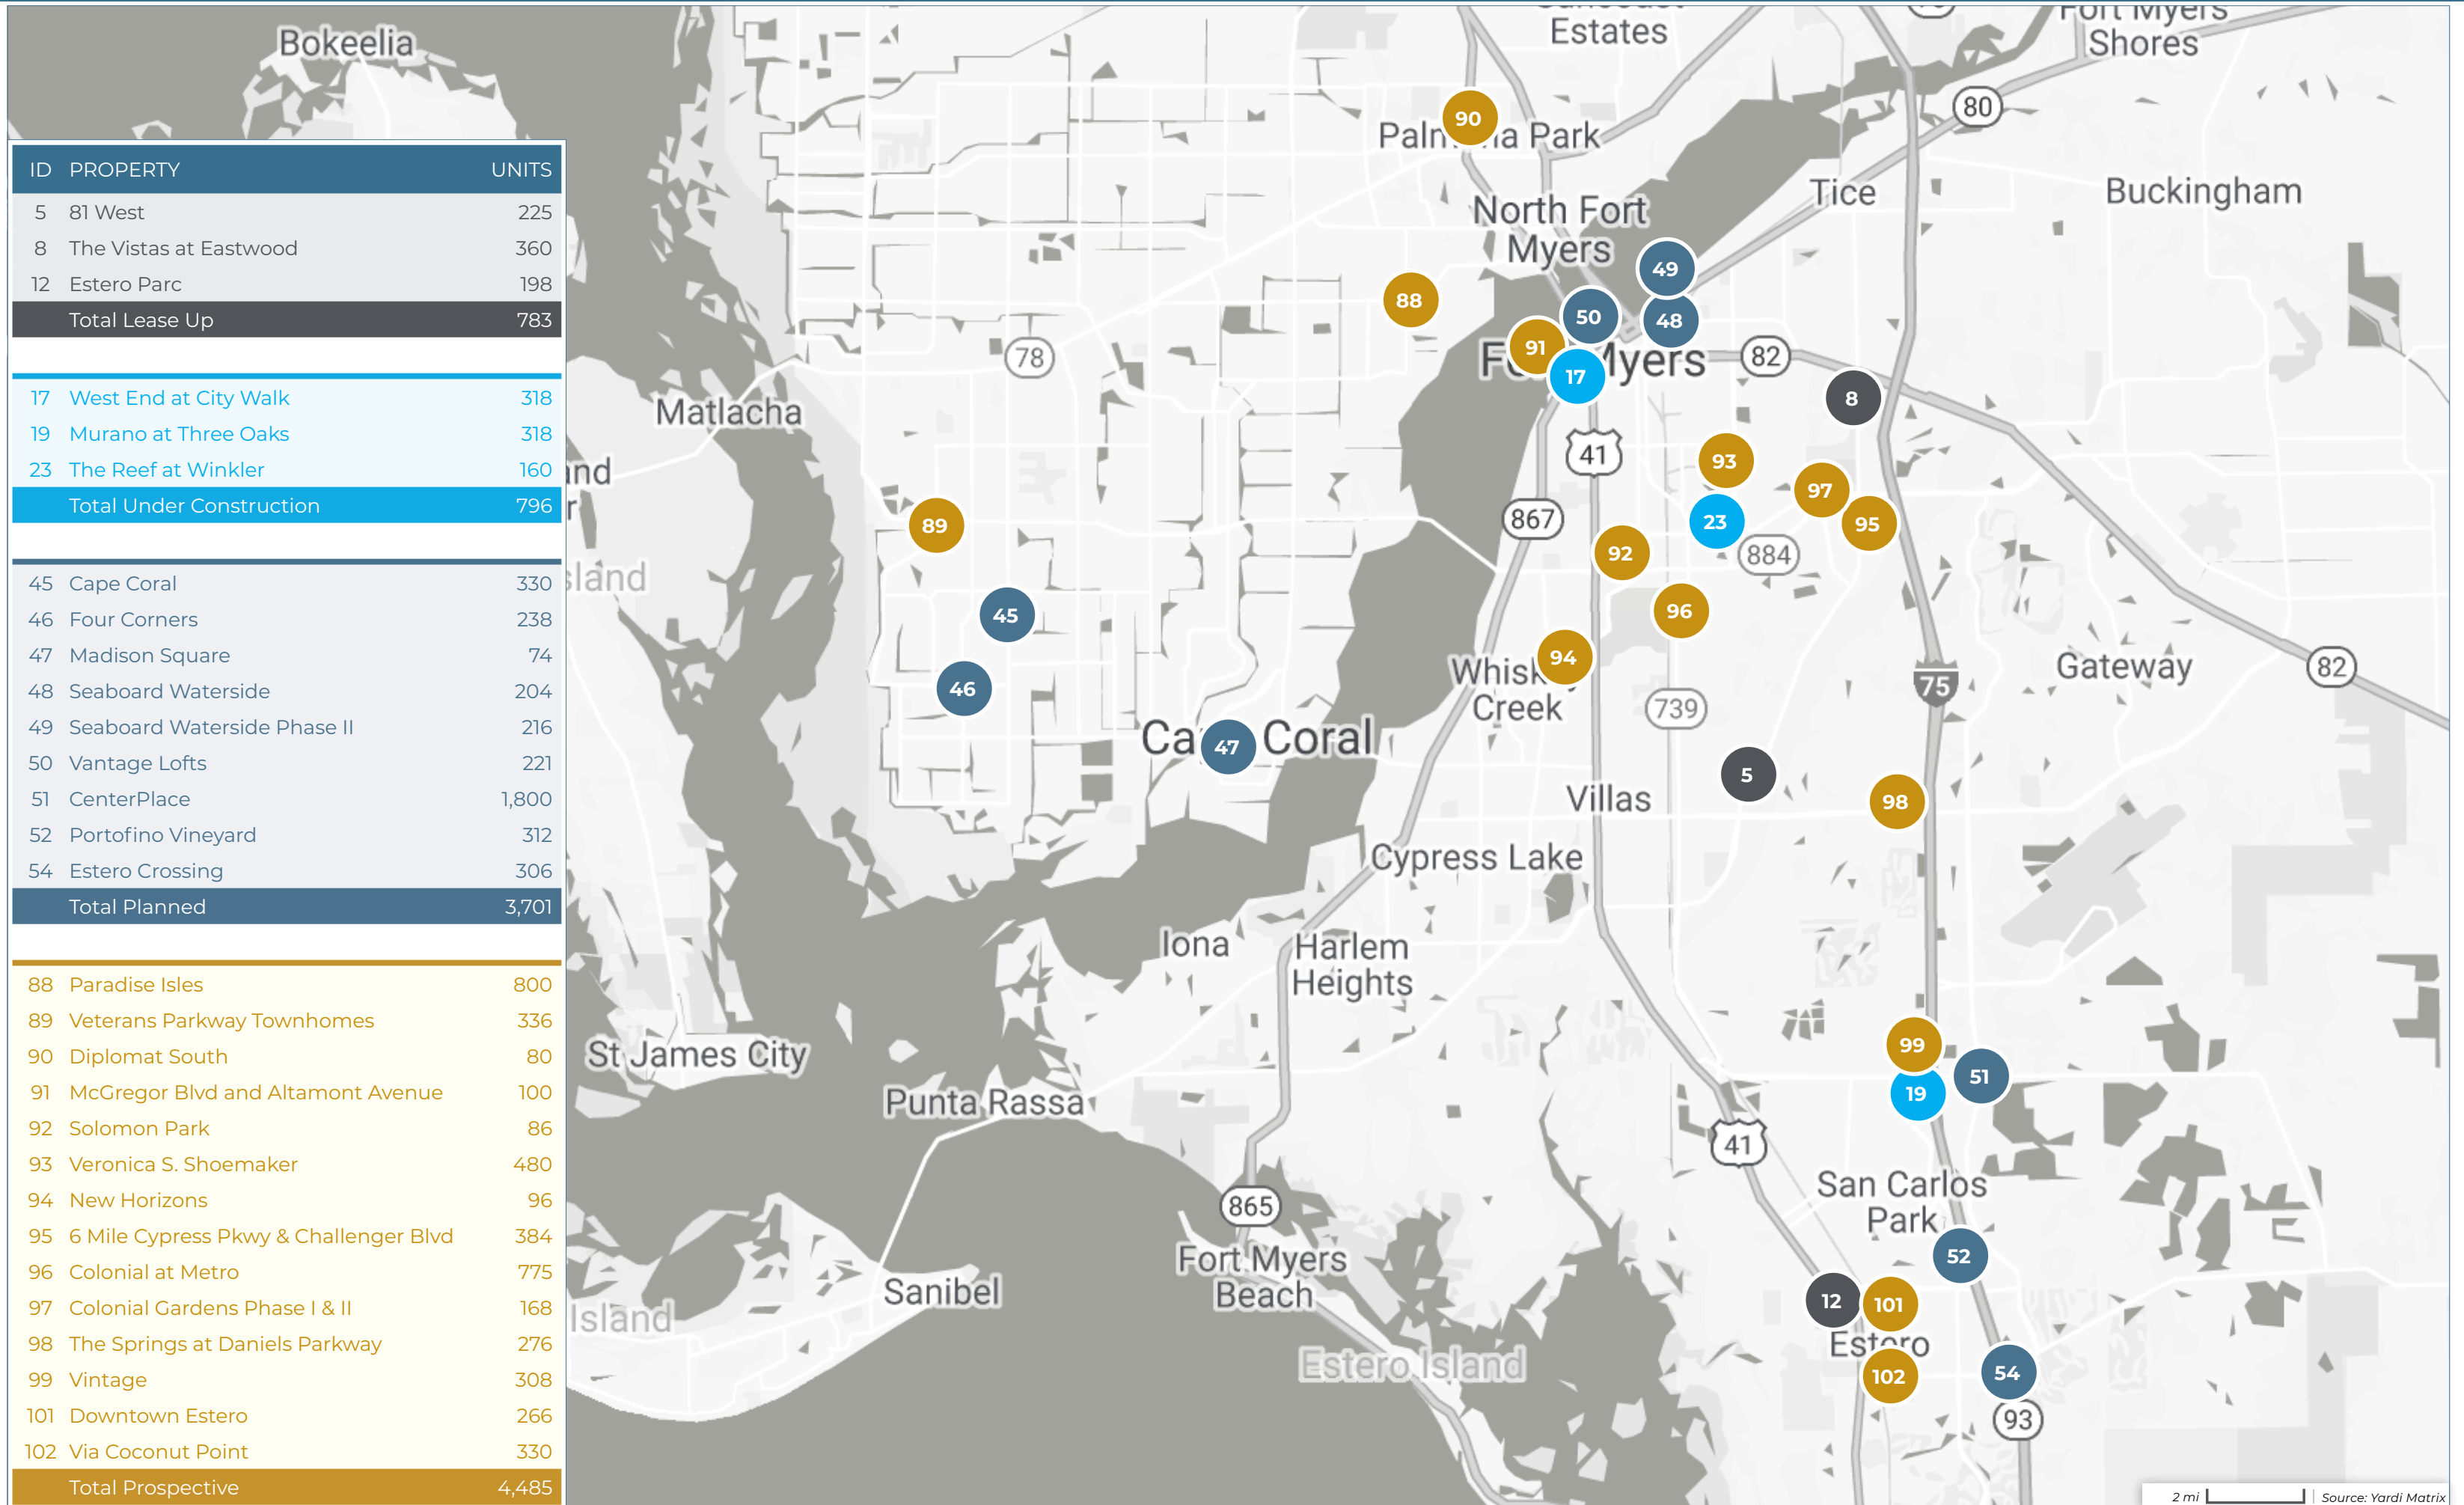 ID PROPERTY UNITS
5 81 West 225
8 The Vistas at Eastwood 360
12 Estero Parc 198
Total Lease Up 783
17 West End at City Walk 318
19 Murano at Three Oaks 318
23 The Reef at Winkler 160
Total Under Construction 796
45 Cape Coral 330
46 Four Corners 238
47 Madison Square 74
48 Seaboard Waterside 204
49 Seaboard Waterside Phase II 216
50 Vantage Lofts 221
51 CenterPlace 1,800
52 Portofino Vineyard 312
54 Estero Crossing 306
Total Planned 3,701
88 Paradise Isles 800
89 Veterans Parkway Townhomes 336
90 Diplomat South 80
91 McGregor Blvd and Altamont Avenue 100
92 Solomon Park 86
93 Veronica S. Shoemaker 480
94 New Horizons 96
95 6 Mile Cypress Pkwy & Challenger Blvd 384
96 Colonial at Metro 775
97 Colonial Gardens Phase I & II 168
98 The Springs at Daniels Parkway 276
99 Vintage 308
101 Downtown Estero 266
102 Via Coconut Point 330
Total Prospective 4,485
Bokeelia
Estates
Fort Myers
Shores
80
90
Park
Tice
Buckingham
North Fort
Myers
49
88
50
48
91
17
82
78
8
Matlacha
41
93
97
867
23
95
89
92
884
Island
45
96
94
Creek
46
75
Gateway
82
739
47
Coral
5
Villas
98
Cypress Lake
Iona
Harlem
Heights
St James City
99
51
19
Punta Rassa
41
San Carlos
Park
865
52
Fort Myers
Beach
Sanibel
12
101
Island
Estero
Estero Island
102
54
93
2 mi
Source: Yardi Matrix